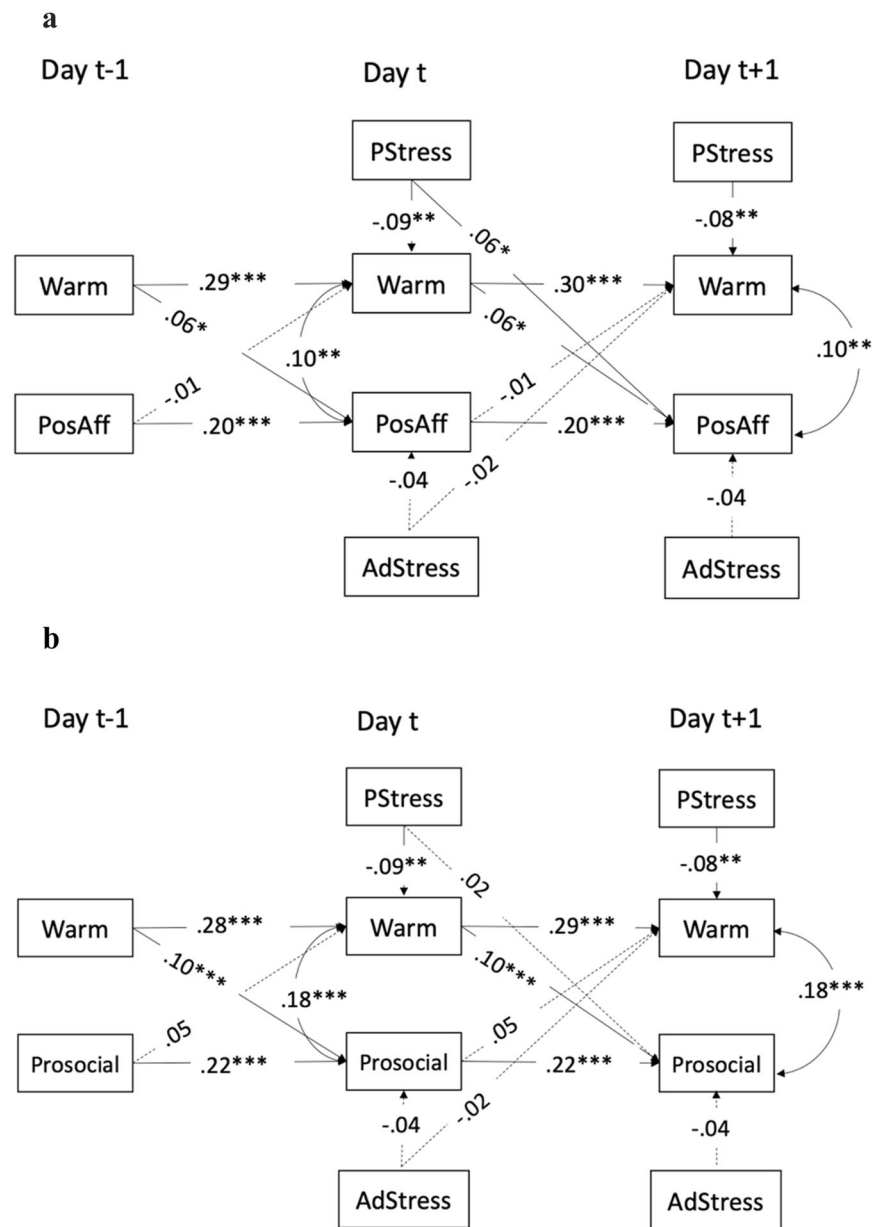 a
Day t-1 Day t Day t+1
PStress PStress
-.09** .06* -.08**
Warm .29*** Warm .30*** Warm
.06* .10** .06* .10**
-.01 -.01
PosAff .20*** PosAff .20*** PosAff
-.04 -.02 -.04
AdStress AdStress
b
Day t-1 Day t Day t+1
PStress PStress
-.09** .02 -.08**
Warm .28*** Warm .29*** Warm
.10*** .18*** .10*** .18***
.05 .05
Prosocial .22*** Prosocial .22*** Prosocial
-.04 -.02 -.04
AdStress AdStress